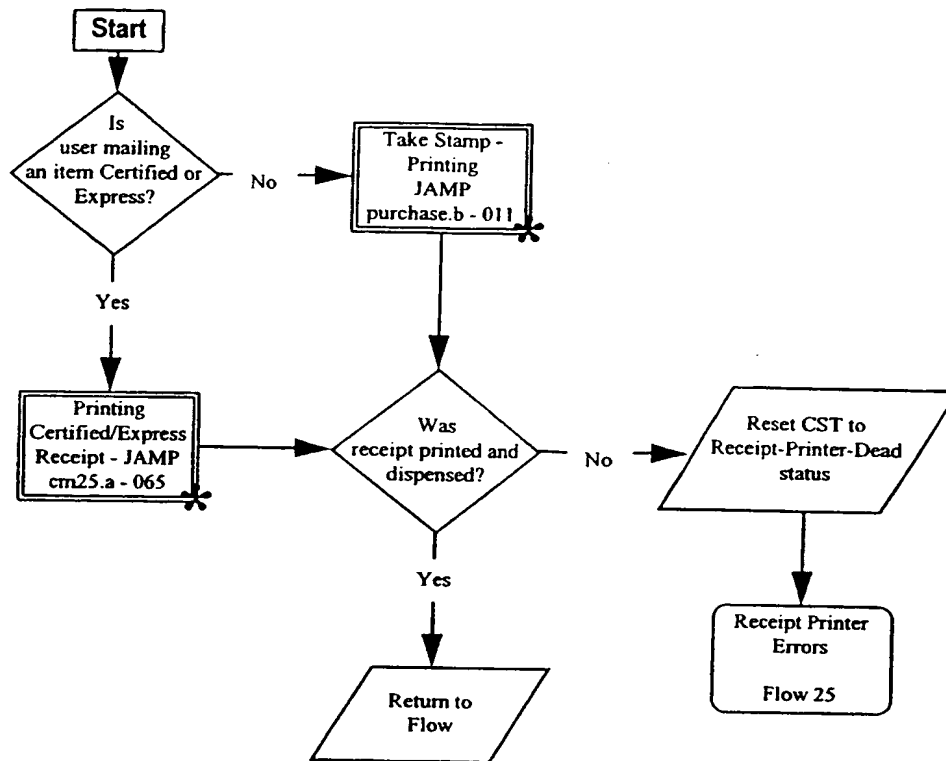 Start
Is
user mailing
an item Certified or
Express?
No
Take Stamp -
Printing
JAMP
purchase.b - 011
Yes
Printing
Certified/Express
Receipt - JAMP
cm25.a - 065
Was
receipt printed and
dispensed?
No
Reset CST to
Receipt-Printer-Dead
status
Yes
Receipt Printer
Errors
Flow 25
Return to
Flow